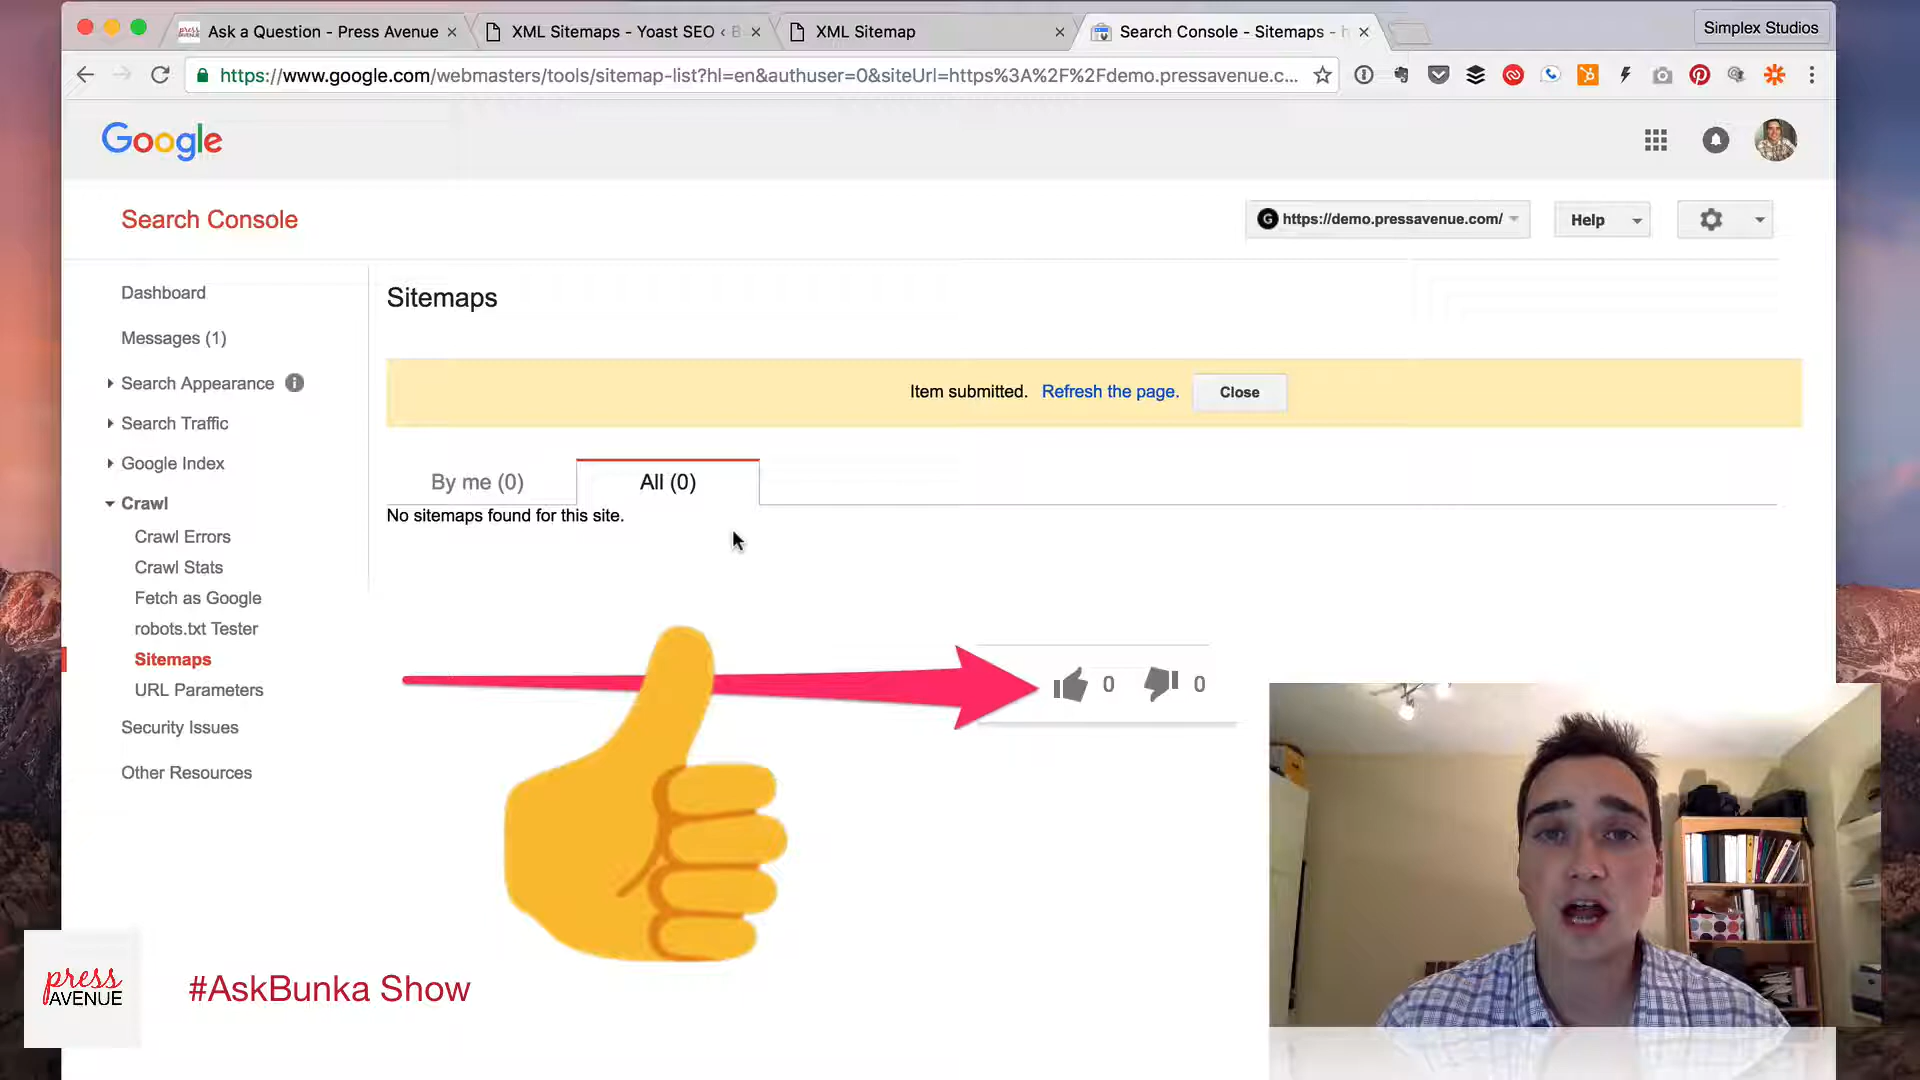 Ask a Question - Press Avenue
XML Sitemaps - Yoast SEO ‹ B
XML Sitemap
Search Console - Sitemaps - h
Simplex Studios
https://www.google.com/webmasters/tools/sitemap-list?hl=en&authuser=0&siteUrl=https%3A%2F%2Fdemo.pressavenue.c...
Google
Search Console
https://demo.pressavenue.com/
Help
Dashboard
Messages (1)
Search Appearance
Search Traffic
Google Index
Crawl
Crawl Errors
Crawl Stats
Fetch as Google
robots.txt Tester
Sitemaps
URL Parameters
Security Issues
Other Resources
Sitemaps
Item submitted. Refresh the page. Close
By me (0)
All (0)
No sitemaps found for this site.
0
0
press
AVENUE
#AskBunka Show